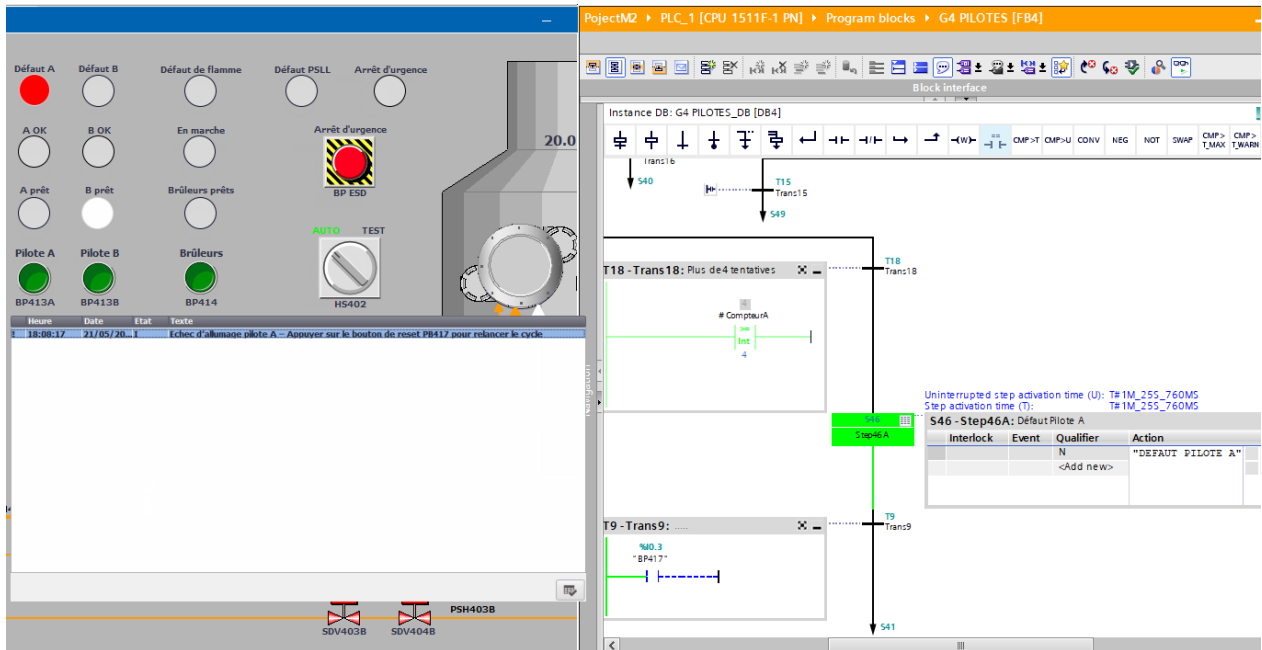 PojectM2 ▸ PLC_1 [CPU 1511F-1 PN] ▸ Program blocks ▸ G4 PILOTES [FB4]
Block interface
Instance DB: G4 PILOTES_DB [DB4]
CMP>T CMP>U CONV NEG NOT SWAP CMP> T_MAX CMP> T_WARN
Défaut A Défaut B Défaut de flamme Défaut PSLL Arrêt d'urgence
A OK B OK En marche Arrêt d'urgence
20.0
BP ESD
A prêt B prêt Brûleurs prêts
AUTO TEST
Pilote A Pilote B Brûleurs
BP413A BP413B BP414 HS402
Heure Date Etat Texte
! 18:08:17 21/05/20... I Echec d'allumage pilote A – Appuyer sur le bouton de reset PB417 pour relancer le cycle
PSH403B
SDV403B SDV404B
Navigation
Trans16
S40
T15
Trans15
S49
T18
Trans18
T18 - Trans18: Plus de4 tentatives
4
# CompteurA
>=
Int
4
Uninterrupted step activation time (U): T#1M_25S_760MS
Step activation time (T): T#1M_25S_760MS
S46
Step46A
S46 - Step46A: Défaut Pilote A
Interlock Event Qualifier Action
N "DEFAUT PILOTE A"
<Add new>
T9 - Trans9: .....
T9
Trans9
%I0.3
"BP417"
S41